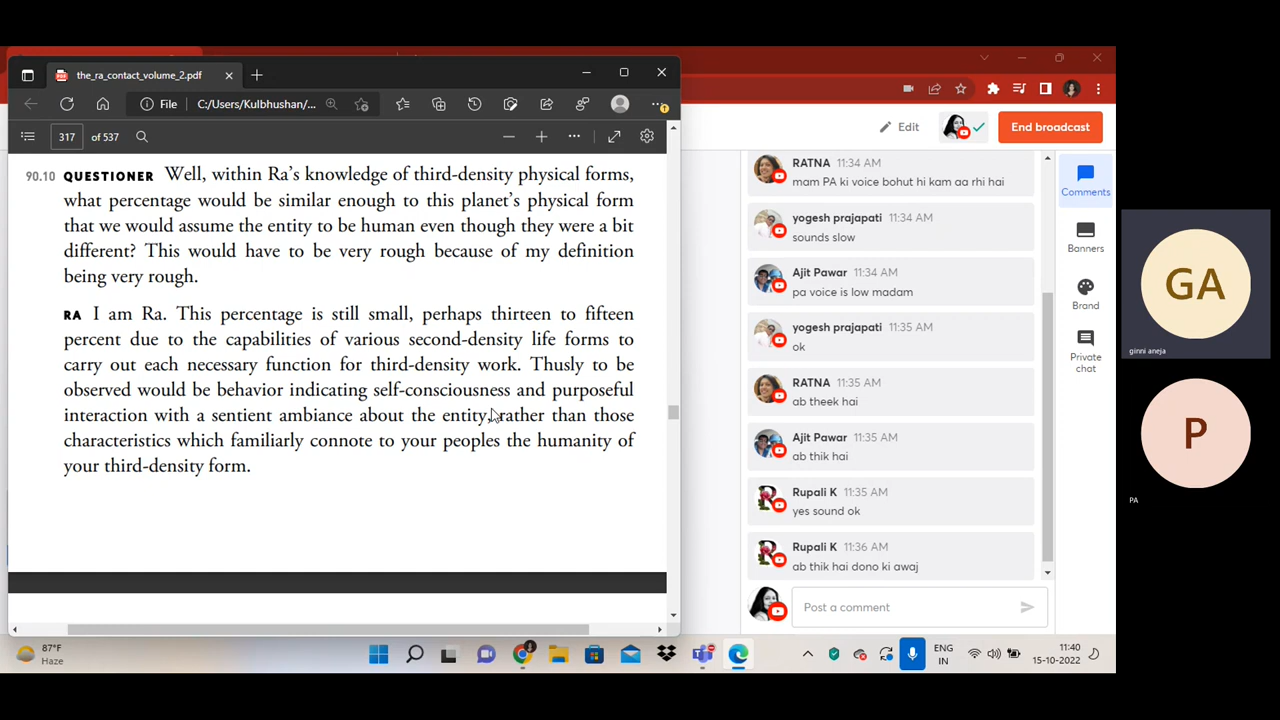 the_ra_contact_volume_2.pdf
File
C:/Users/Kulbhushan/...
317
of 537
90.10 QUESTIONER Well, within Ra's knowledge of third-density physical forms,
what percentage would be similar enough to this planet's physical form
that we would assume the entity to be human even though they were a bit
different? This would have to be very rough because of my definition
being very rough.
RA I am Ra. This percentage is still small, perhaps thirteen to fifteen
percent due to the capabilities of various second-density life forms to
carry out each necessary function for third-density work. Thusly to be
observed would be behavior indicating self-consciousness and purposeful
interaction with a sentient ambiance about the entity rather than those
characteristics which familiarly connote to your peoples the humanity of
your third-density form.
Edit
End broadcast
RATNA 11:34 AM
mam PA ki voice bohut hi kam aa rhi hai
yogesh prajapati 11:34 AM
sounds slow
Ajit Pawar 11:34 AM
pa voice is low madam
yogesh prajapati 11:35 AM
ok
RATNA 11:35 AM
ab theek hai
Ajit Pawar 11:35 AM
ab thik hai
Rupali K 11:35 AM
yes sound ok
Rupali K 11:36 AM
ab thik hai dono ki awaj
Post a comment
Comments
Banners
Brand
Private
chat
GA
ginni aneja
P
PA
87°F
Haze
ENG
IN
11:40
15-10-2022